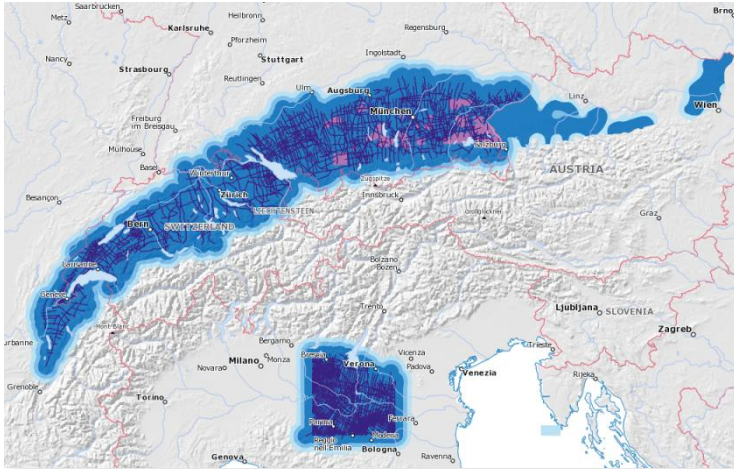 Saarbrucken
Metz
Karlsruhe
Heilbronn
Regensburg
Brno
Pforzheim
Nancy
Stuttgart
Ingolstadt
Strasbourg
Reutlingen
Ulm
Augsburg
Linz
Wien
München
Freiburg
im Breisgau
Mülhouse
Basel
Winterthur
Salzburg
Zürich
Zugspitze
AUSTRIA
Besançon
Innsbruck
LIECHTENSTEIN
Großglockner
Graz
Bern
SWITZERLAND
Lausanne
Bolzano
Bozen
Genève
Ljubljana
SLOVENIA
Trento
Mont Blanc
Zagreb
urbanne
Bergamo
Brescia
Vicenza
Trieste
Milano
Monza
Verona
Padova
Venezia
Rijeka
Grenoble
Novara
Torino
Parma
Ferrara
Reggio
nell'Emilia
Modena
Bologna
Genova
Ravenna